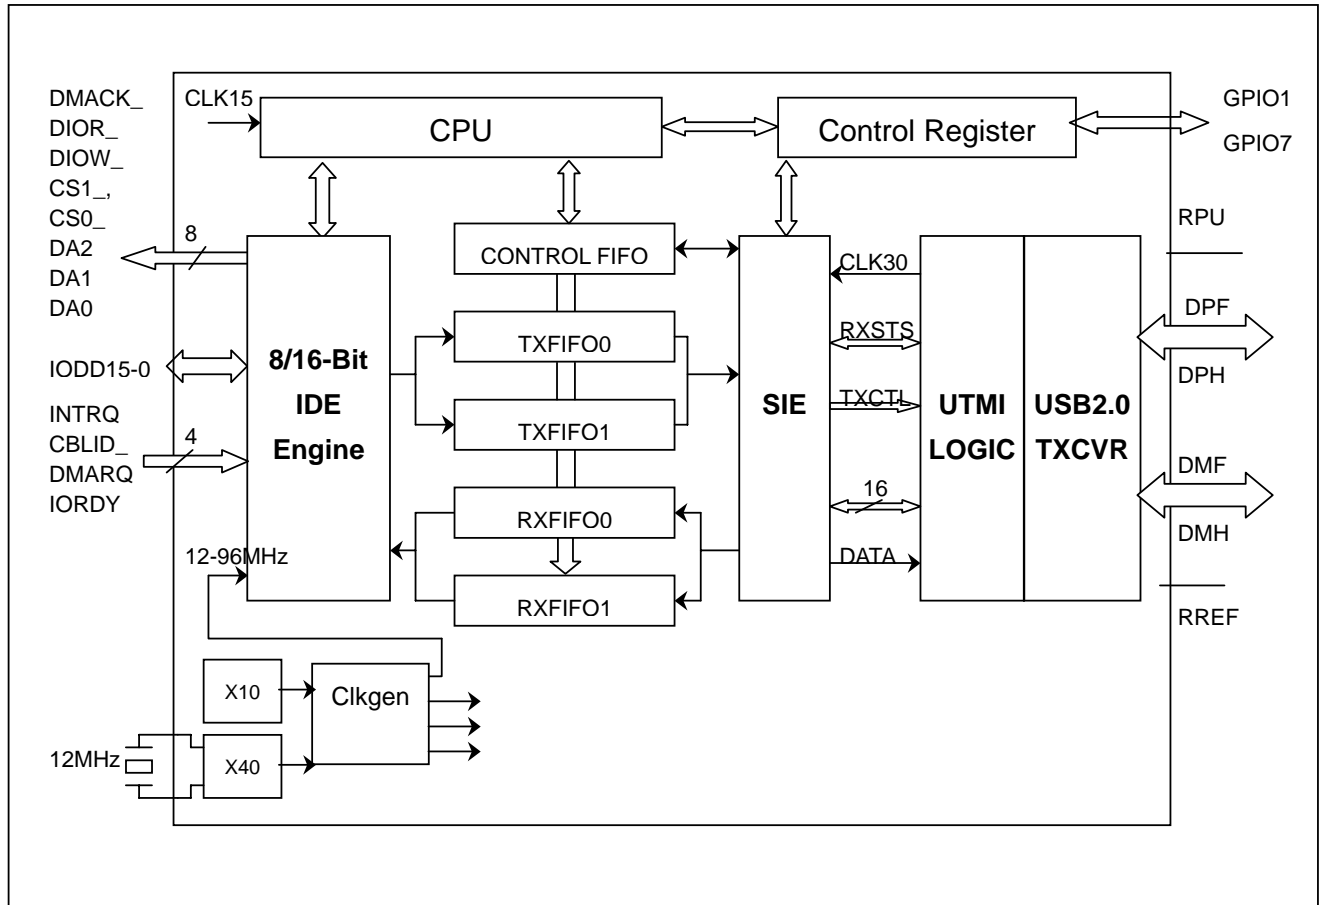 DMACK_
DIOR_
DIOW_
CS1_,
CS0_
DA2
DA1
DA0
8
IODD15-0
INTRQ
CBLID_
DMARQ
IORDY
4
12-96MHz
12MHz
CLK15
CPU
Control Register
GPIO1
GPIO7
8/16-Bit
IDE
Engine
CONTROL FIFO
TXFIFO0
TXFIFO1
RXFIFO0
RXFIFO1
SIE
CLK30
RXSTS
TXCTL
16
DATA
UTMI
LOGIC
USB2.0
TXCVR
RPU
DPF
DPH
DMF
DMH
RREF
X10
X40
Clkgen